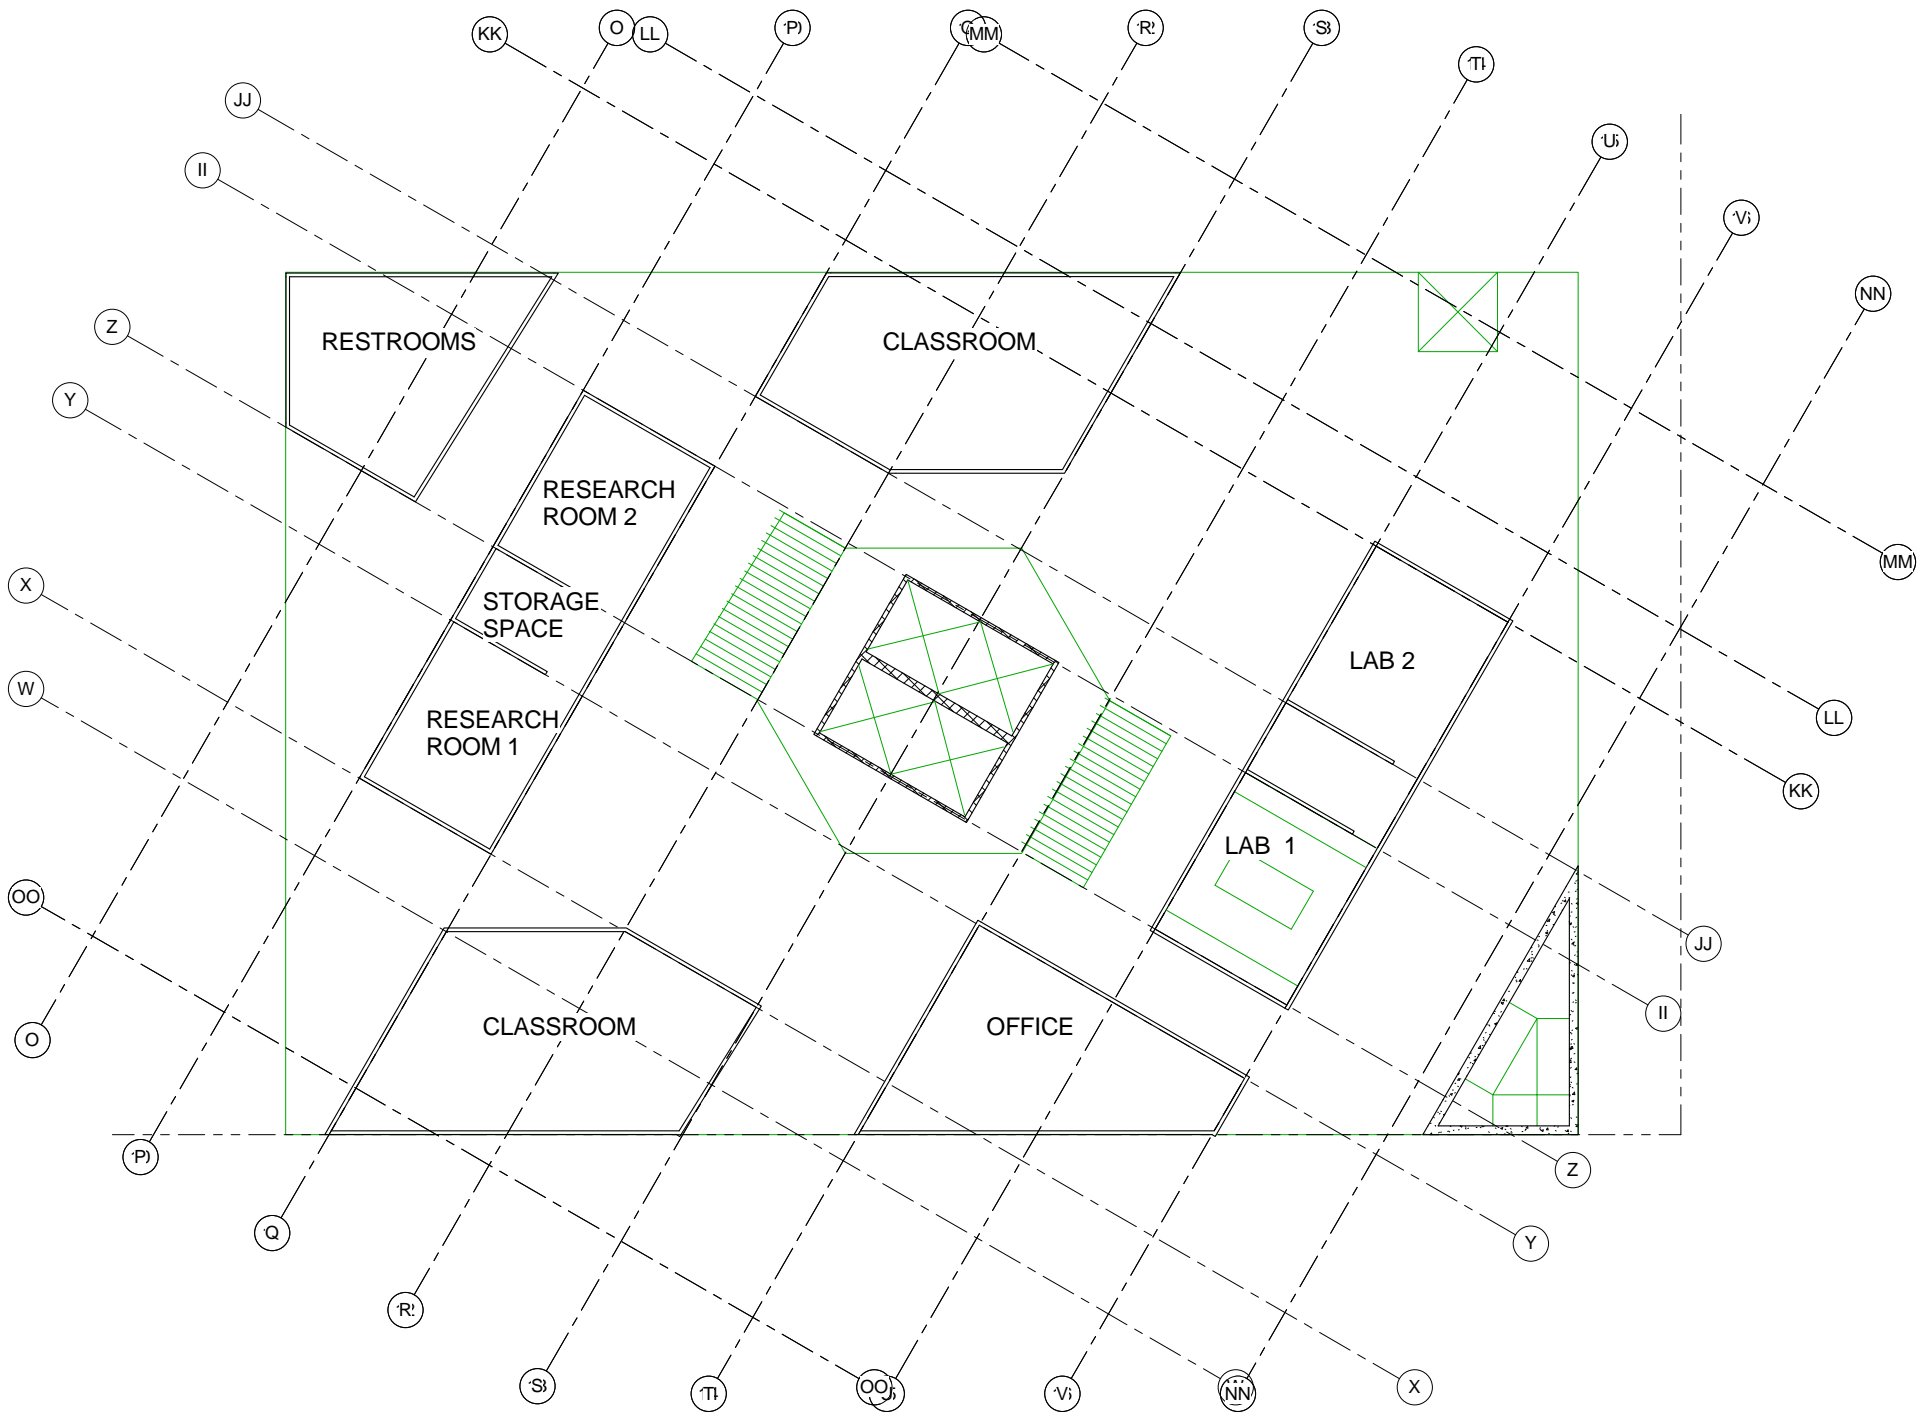 KK
O
LL
MM
JJ
II
NN
Z
RESTROOMS
CLASSROOM
Y
RESEARCH
ROOM 2
MM
X
STORAGE
SPACE
LAB 2
W
LL
RESEARCH
ROOM 1
KK
LAB 1
OO
JJ
II
CLASSROOM
OFFICE
O
Z
Q
Y
OO
NN
X